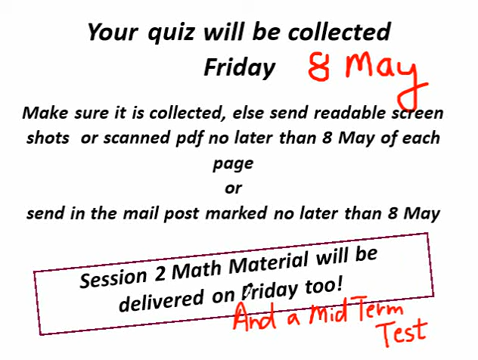 Your quiz will be collected
Friday 8 May
Make sure it is collected, else send readable screen
shots or scanned pdf no later than 8 May of each
page
or
send in the mail post marked no later than 8 May
Session 2 Math Material will be
delivered on Friday too!
And a Mid Term
Test